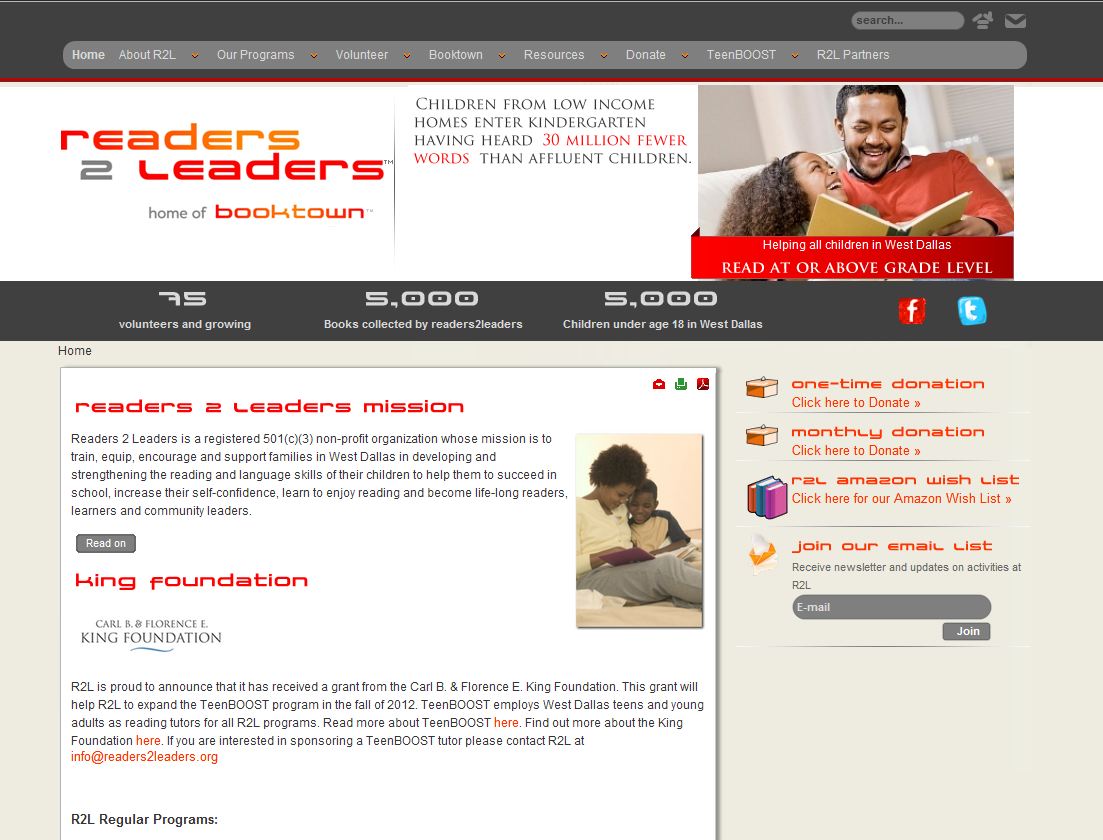 search...
Home About R2L Our Programs Volunteer Booktown Resources Donate TeenBOOST R2L Partners
readers
2 Leaders™
home of booktown™
Children from low income
homes enter kindergarten
having heard 30 million fewer
words than affluent children.
Helping all children in West Dallas
READ AT OR ABOVE GRADE LEVEL
75
volunteers and growing
5,000
Books collected by readers2leaders
5,000
Children under age 18 in West Dallas
Home
readers 2 Leaders mission
Readers 2 Leaders is a registered 501(c)(3) non-profit organization whose mission is to
train, equip, encourage and support families in West Dallas in developing and
strengthening the reading and language skills of their children to help them to succeed in
school, increase their self-confidence, learn to enjoy reading and become life-long readers,
learners and community leaders.
Read on
King Foundation
CARL B. & FLORENCE E.
KING FOUNDATION
R2L is proud to announce that it has received a grant from the Carl B. & Florence E. King Foundation. This grant will
help R2L to expand the TeenBOOST program in the fall of 2012. TeenBOOST employs West Dallas teens and young
adults as reading tutors for all R2L programs. Read more about TeenBOOST here. Find out more about the King
Foundation here. If you are interested in sponsoring a TeenBOOST tutor please contact R2L at
info@readers2leaders.org
R2L Regular Programs:
one-time donation
Click here to Donate »
monthly donation
Click here to Donate »
R2L Amazon Wish List
Click here for our Amazon Wish List »
Join our email list
Receive newsletter and updates on activities at
R2L
E-mail
Join